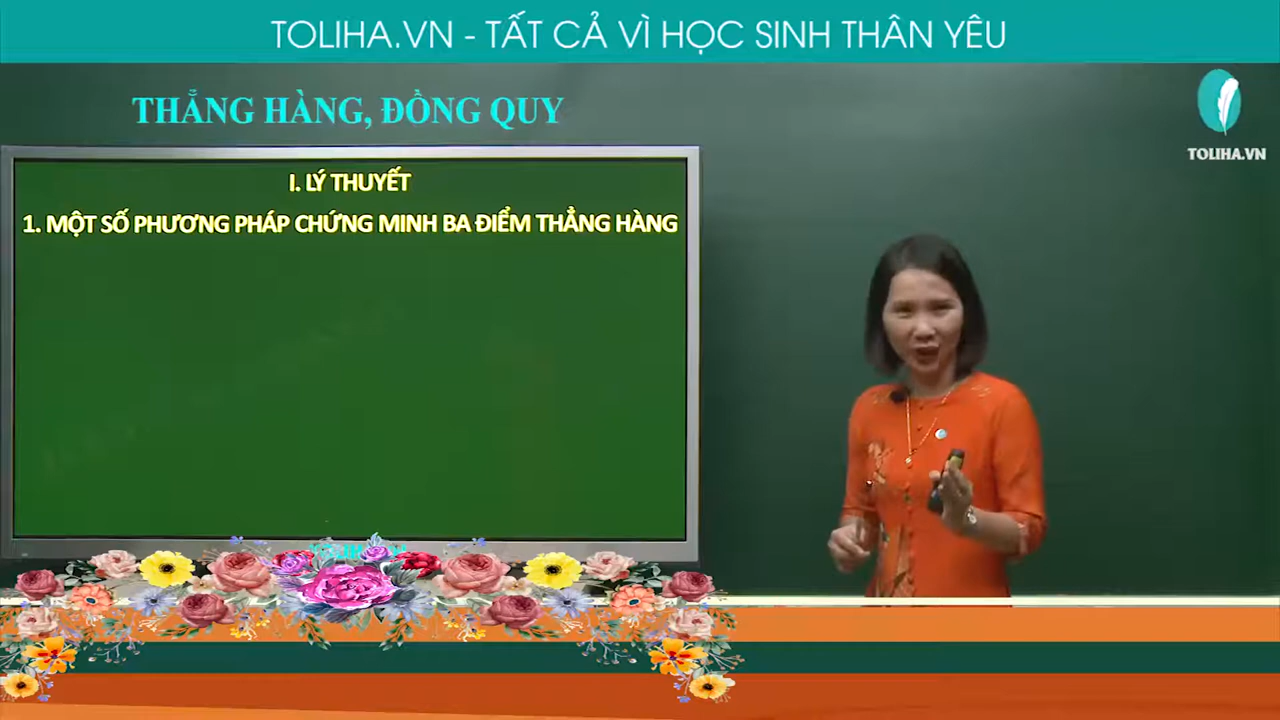 TOLIHA.VN - TẤT CẢ VÌ HỌC SINH THÂN YÊU
THẲNG HÀNG, ĐỒNG QUY
TOLIHA.VN
I. LÝ THUYẾT
1. MỘT SỐ PHƯƠNG PHÁP CHỨNG MINH BA ĐIỂM THẲNG HÀNG